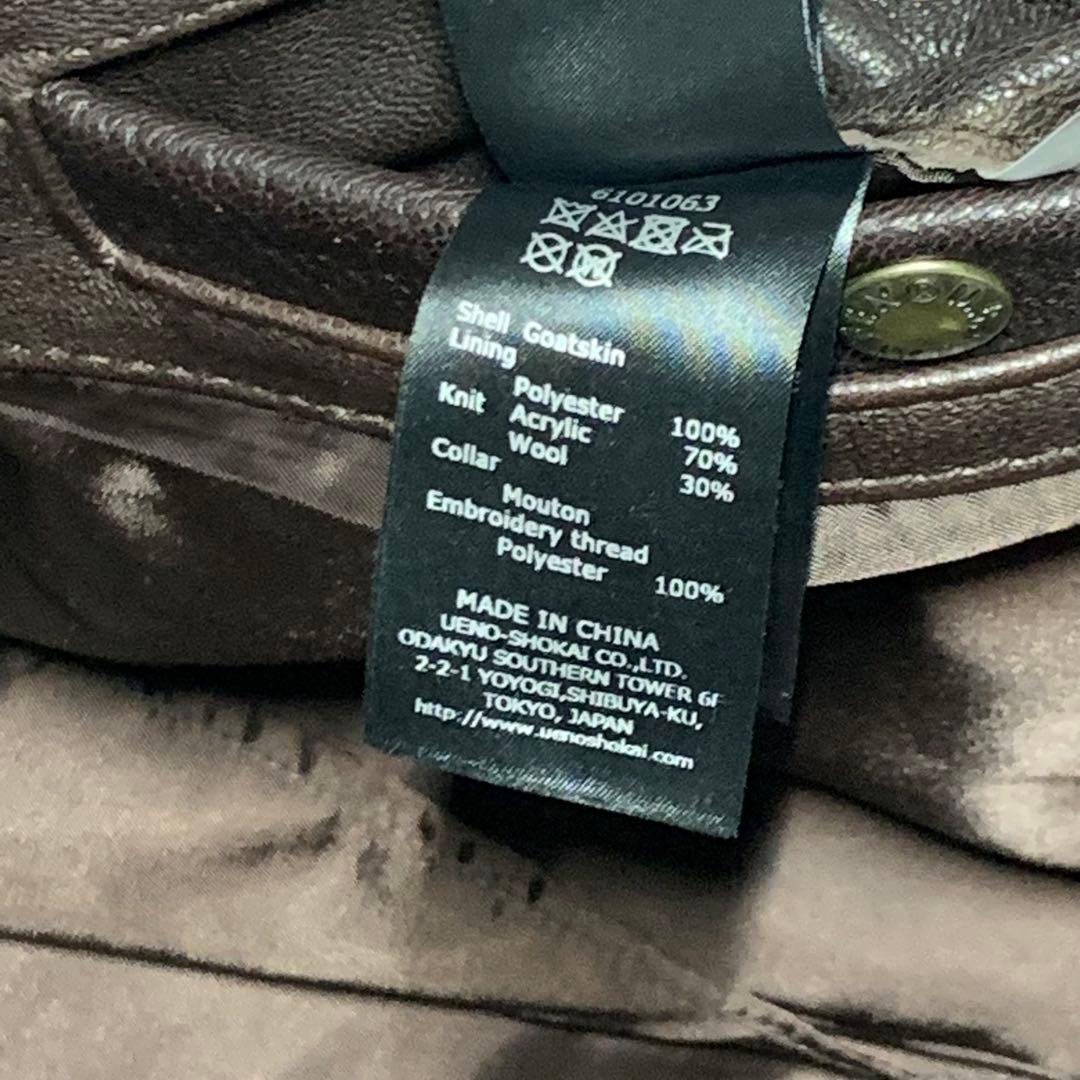 6101063
Shell Goatskin
Lining
Polyester 100%
Knit Acrylic 70%
Wool 30%
Collar
Mouton
Embroidery thread
Polyester 100%
MADE IN CHINA
UENO-SHOKAI CO.,LTD.
ODAKYU SOUTHERN TOWER 6F
2-2-1 YOYOGI,SHIBUYA-KU,
TOKYO, JAPAN
http://www.uenoshokai.com